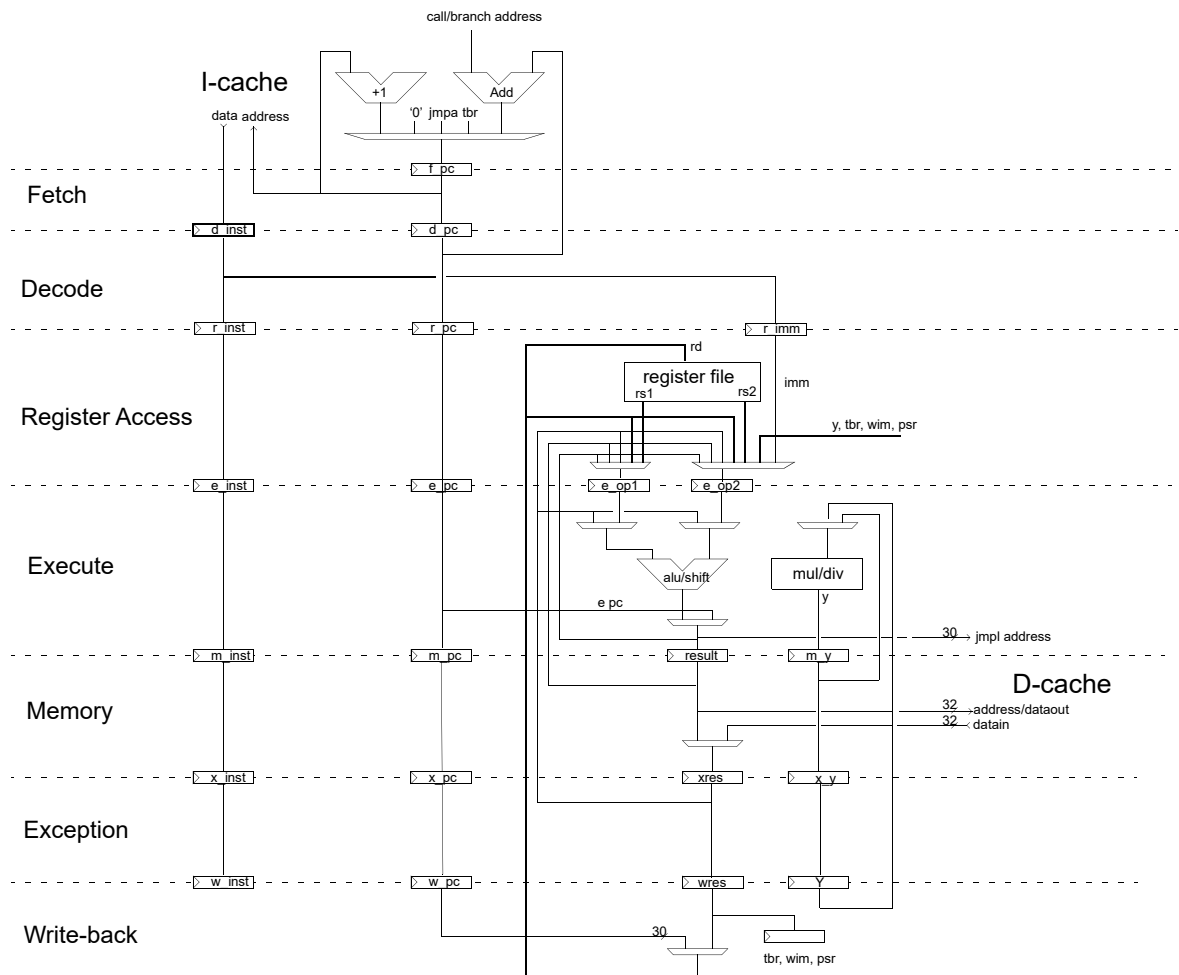 call/branch address
I-cache
+1
Add
data address
‘0’ jmpa tbr
f_pc
Fetch
d_inst
d_pc
Decode
r_inst
r_pc
r_imm
rd
register file
rs1
rs2
imm
Register Access
y, tbr, wim, psr
e_inst
e_pc
e_op1
e_op2
Execute
alu/shift
mul/div
y
e pc
30
jmpl address
m_inst
m_pc
result
m_y
D-cache
Memory
32
address/dataout
32
datain
x_inst
x_pc
xres
x_y
Exception
w_inst
w_pc
wres
Y
Write-back
30
tbr, wim, psr